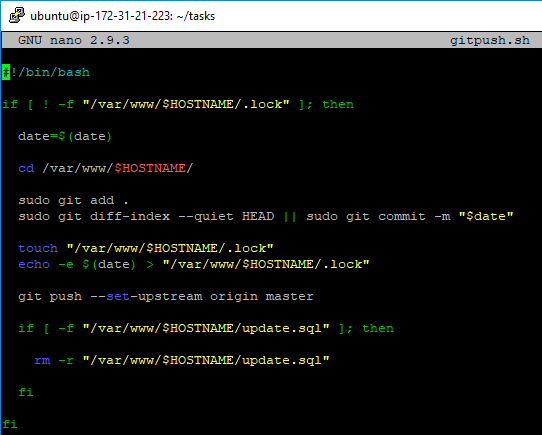 ubuntu@ip-172-31-21-223: ~/tasks
GNU nano 2.9.3 gitpush.sh
#!/bin/bash
if [ ! -f "/var/www/$HOSTNAME/.lock" ]; then
date=$(date)
cd /var/www/$HOSTNAME/
sudo git add .
sudo git diff-index --quiet HEAD || sudo git commit -m "$date"
touch "/var/www/$HOSTNAME/.lock"
echo -e $(date) > "/var/www/$HOSTNAME/.lock"
git push --set-upstream origin master
if [ -f "/var/www/$HOSTNAME/update.sql" ]; then
rm -r "/var/www/$HOSTNAME/update.sql"
fi
fi